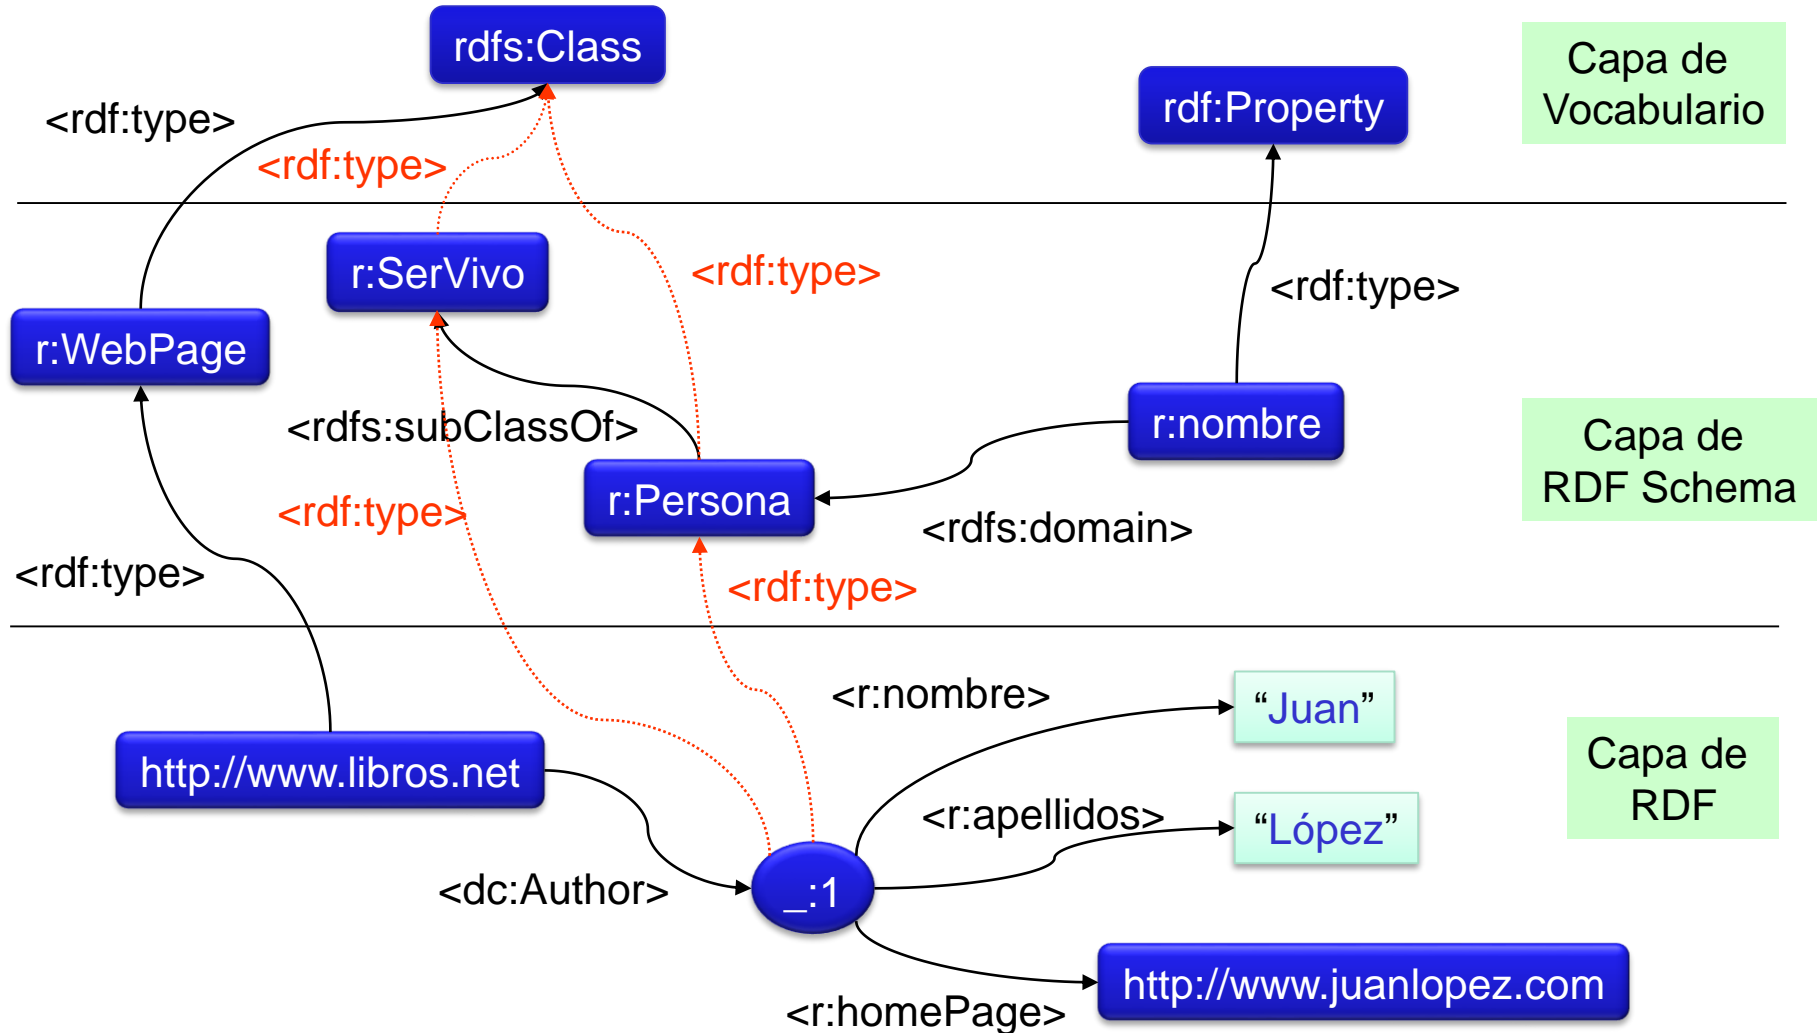 rdfs:Class
Capa de
Vocabulario
rdf:Property
<rdf:type>
<rdf:type>
r:SerVivo
<rdf:type>
<rdf:type>
r:WebPage
<rdfs:subClassOf>
r:nombre
Capa de
RDF Schema
r:Persona
<rdf:type>
<rdfs:domain>
<rdf:type>
<rdf:type>
<r:nombre>
“Juan”
http://www.libros.net
Capa de
RDF
<r:apellidos>
“López”
<dc:Author>
_:1
http://www.juanlopez.com
<r:homePage>